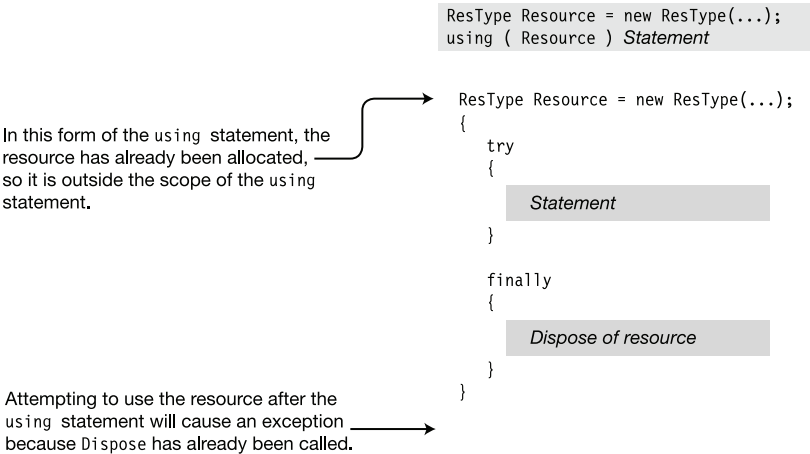 ResType Resource = new ResType(...);
using ( Resource ) Statement
In this form of the using statement, the
resource has already been allocated,
so it is outside the scope of the using
statement.
ResType Resource = new ResType(...);
{
try
{
Statement
}
finally
{
Dispose of resource
}
}
Attempting to use the resource after the
using statement will cause an exception
because Dispose has already been called.